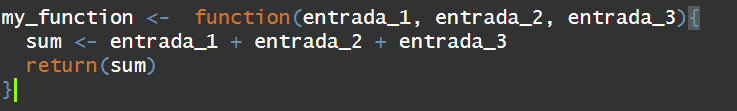 my_function <-  function(entrada_1, entrada_2, entrada_3){
  sum <- entrada_1 + entrada_2 + entrada_3
  return(sum)
}